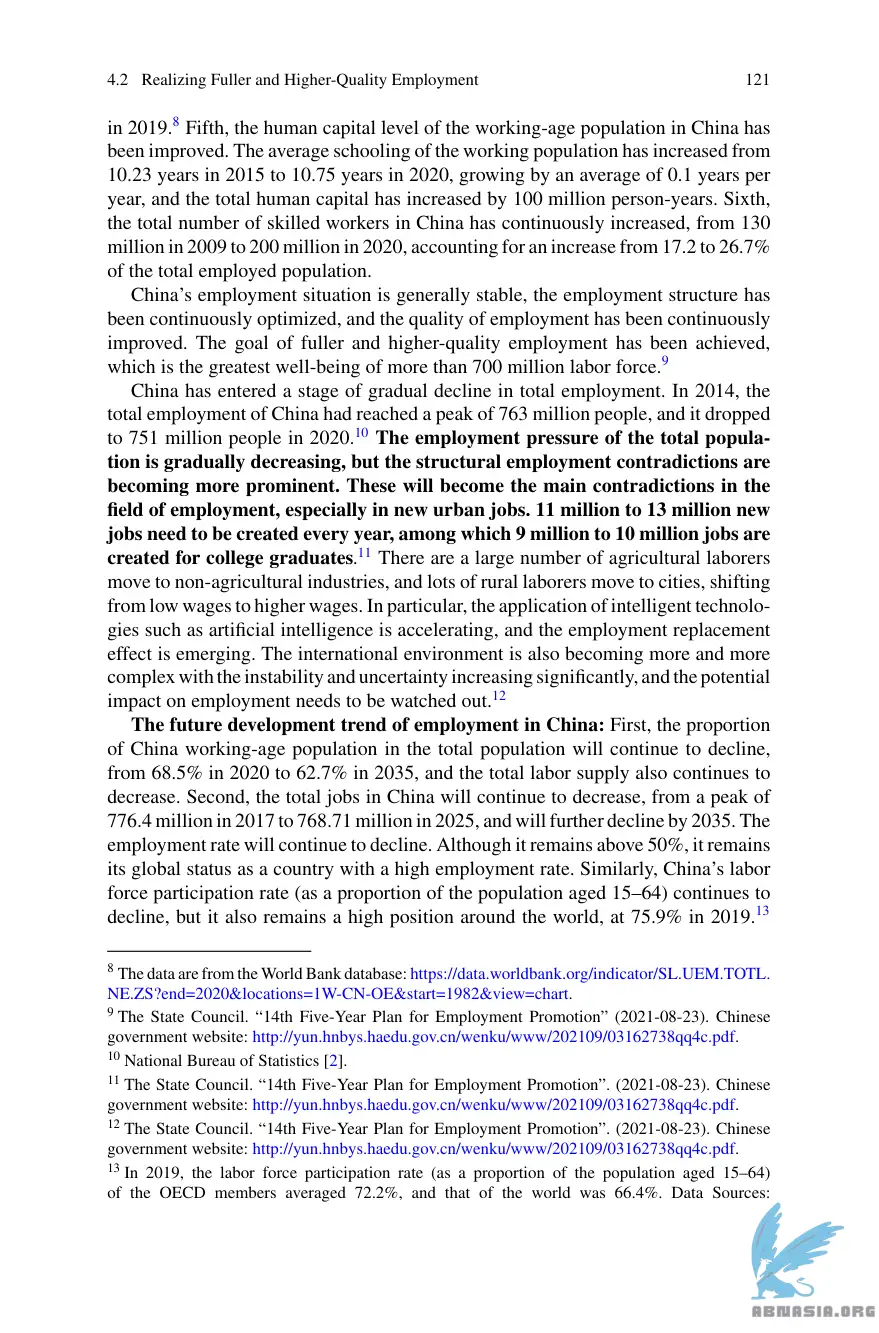 4.2 Realizing Fuller and Higher-Quality Employment 121
in 2019.8 Fifth, the human capital level of the working-age population in China has
been improved. The average schooling of the working population has increased from
10.23 years in 2015 to 10.75 years in 2020, growing by an average of 0.1 years per
year, and the total human capital has increased by 100 million person-years. Sixth,
the total number of skilled workers in China has continuously increased, from 130
million in 2009 to 200 million in 2020, accounting for an increase from 17.2 to 26.7%
of the total employed population.
China’s employment situation is generally stable, the employment structure has
been continuously optimized, and the quality of employment has been continuously
improved. The goal of fuller and higher-quality employment has been achieved,
which is the greatest well-being of more than 700 million labor force.9
China has entered a stage of gradual decline in total employment. In 2014, the
total employment of China had reached a peak of 763 million people, and it dropped
to 751 million people in 2020.10 The employment pressure of the total popula-
tion is gradually decreasing, but the structural employment contradictions are
becoming more prominent. These will become the main contradictions in the
field of employment, especially in new urban jobs. 11 million to 13 million new
jobs need to be created every year, among which 9 million to 10 million jobs are
created for college graduates.11 There are a large number of agricultural laborers
move to non-agricultural industries, and lots of rural laborers move to cities, shifting
from low wages to higher wages. In particular, the application of intelligent technolo-
gies such as artificial intelligence is accelerating, and the employment replacement
effect is emerging. The international environment is also becoming more and more
complex with the instability and uncertainty increasing significantly, and the potential
impact on employment needs to be watched out.12
The future development trend of employment in China: First, the proportion
of China working-age population in the total population will continue to decline,
from 68.5% in 2020 to 62.7% in 2035, and the total labor supply also continues to
decrease. Second, the total jobs in China will continue to decrease, from a peak of
776.4 million in 2017 to 768.71 million in 2025, and will further decline by 2035. The
employment rate will continue to decline. Although it remains above 50%, it remains
its global status as a country with a high employment rate. Similarly, China’s labor
force participation rate (as a proportion of the population aged 15–64) continues to
decline, but it also remains a high position around the world, at 75.9% in 2019.13
8 The data are from the World Bank database: https://data.worldbank.org/indicator/SL.UEM.TOTL.
NE.ZS?end=2020&locations=1W-CN-OE&start=1982&view=chart.
9 The State Council. “14th Five-Year Plan for Employment Promotion” (2021-08-23). Chinese
government website: http://yun.hnbys.haedu.gov.cn/wenku/www/202109/03162738qq4c.pdf.
10 National Bureau of Statistics [2].
11 The State Council. “14th Five-Year Plan for Employment Promotion”. (2021-08-23). Chinese
government website: http://yun.hnbys.haedu.gov.cn/wenku/www/202109/03162738qq4c.pdf.
12 The State Council. “14th Five-Year Plan for Employment Promotion”. (2021-08-23). Chinese
government website: http://yun.hnbys.haedu.gov.cn/wenku/www/202109/03162738qq4c.pdf.
13 In 2019, the labor force participation rate (as a proportion of the population aged 15–64)
of the OECD members averaged 72.2%, and that of the world was 66.4%. Data Sources:
ABNASIA.ORG